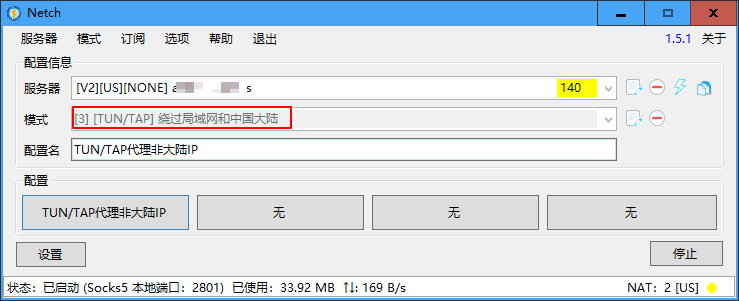 Netch
服务器 模式 订阅 选项 帮助 退出 1.5.1 关于
配置信息
服务器 [V2][US][NONE] a s 140
模式 [3] [TUN/TAP] 绕过局域网和中国大陆
配置名 TUN/TAP代理非大陆IP
配置
TUN/TAP代理非大陆IP 无 无 无
设置 停止
状态：已启动 (Socks5 本地端口：2801) 已使用：33.92 MB ⇅: 169 B/s NAT：2 [US]